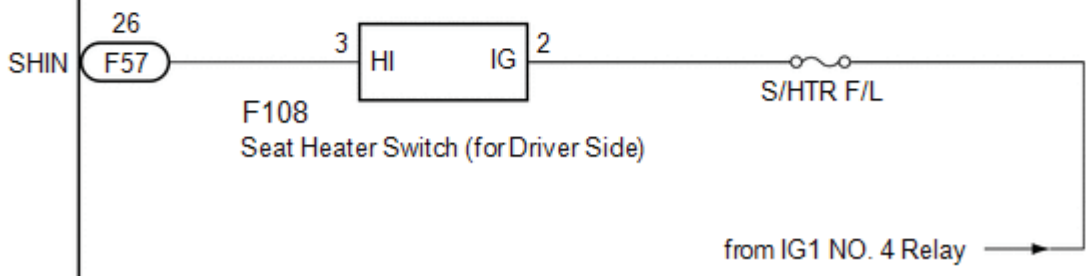 26
SHIN F57 3 HI IG 2
S/HTR F/L
F108
Seat Heater Switch (for Driver Side)
from IG1 NO. 4 Relay